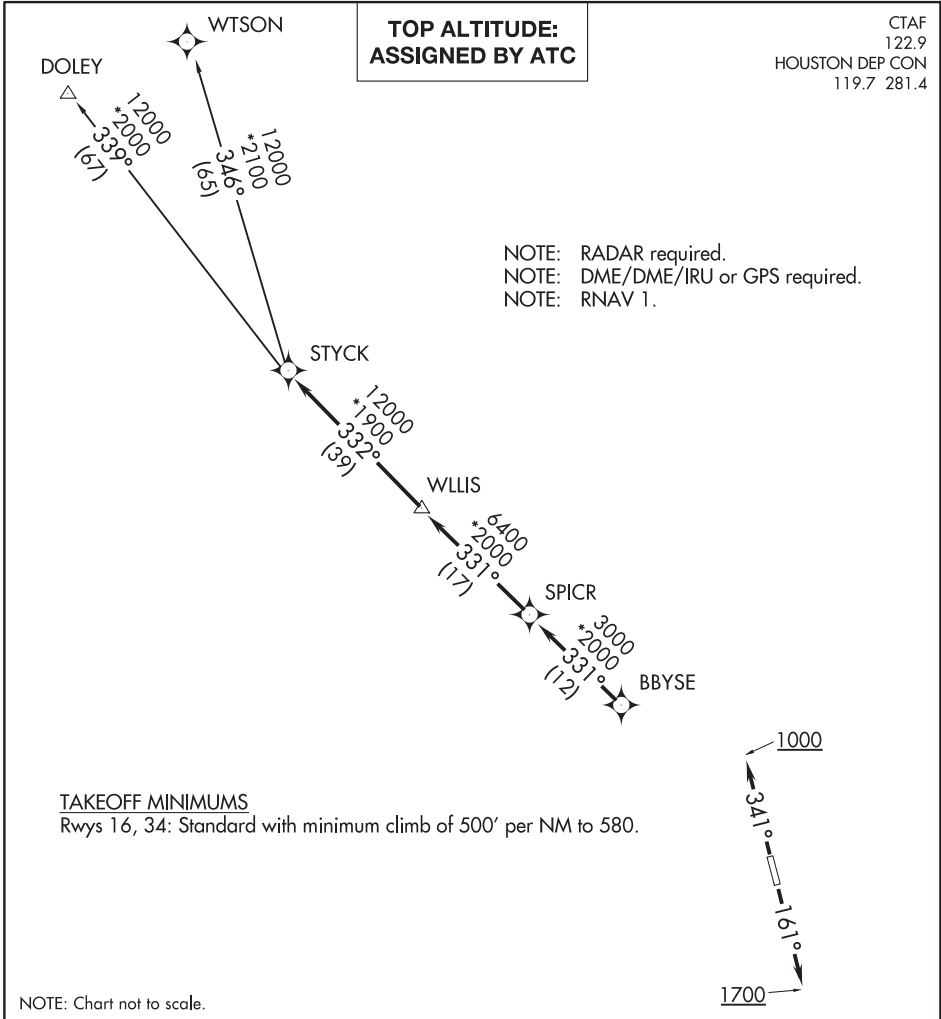 TOP ALTITUDE:
ASSIGNED BY ATC
CTAF
122.9
HOUSTON DEP CON
119.7 281.4
WTSON
DOLEY
12000
*2000
339°
(67)
12000
*2100
346°
(65)
NOTE: RADAR required.
NOTE: DME/DME/IRU or GPS required.
NOTE: RNAV 1.
STYCK
12000
*1900
332°
(39)
WLLIS
6400
*2000
331°
(17)
SPICR
3000
*2000
331°
(12)
BBYSE
1000
341°
161°
1700
TAKEOFF MINIMUMS
Rwys 16, 34: Standard with minimum climb of 500' per NM to 580.
NOTE: Chart not to scale.